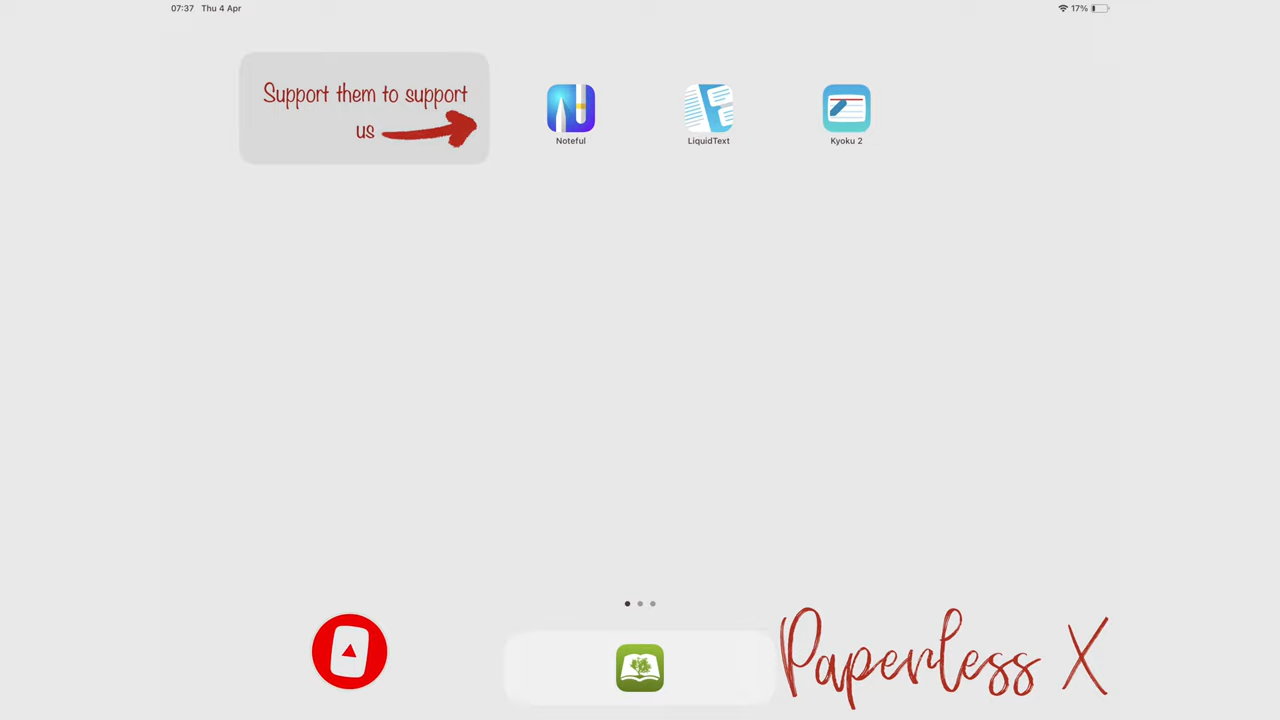 07:37 Thu 4 Apr 17%
Support them to support
us
Noteful LiquidText Kyoku 2
Paperless X